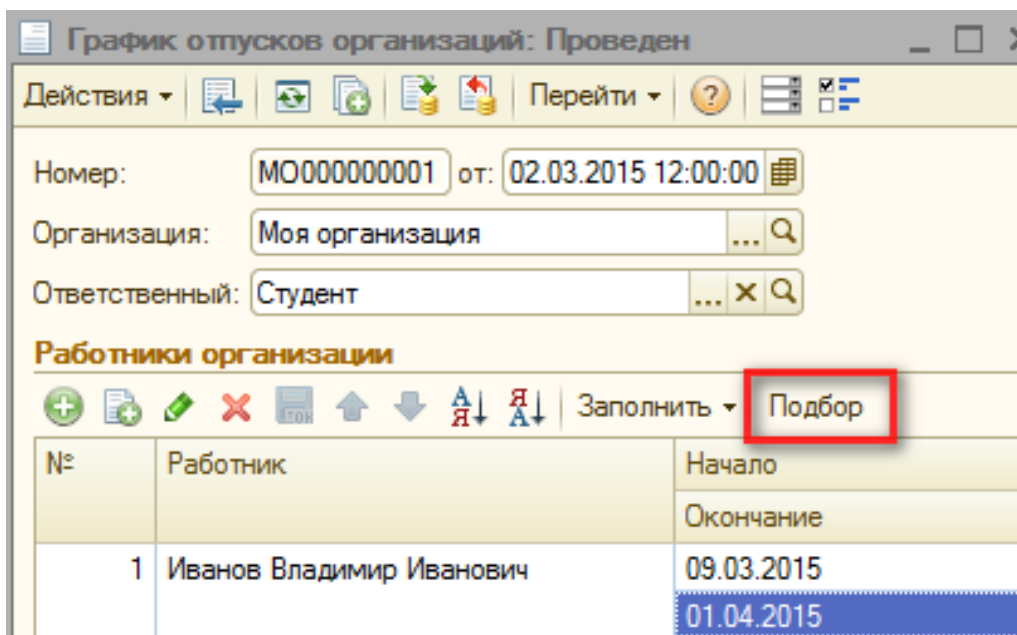 График отпусков организаций: Проведен
Действия Перейти
Номер: МО000000001 от: 02.03.2015 12:00:00
Организация: Моя организация ...
Ответственный: Студент ...
Работники организации
Заполнить Подбор
№ Работник Начало
Окончание
1 Иванов Владимир Иванович 09.03.2015
01.04.2015